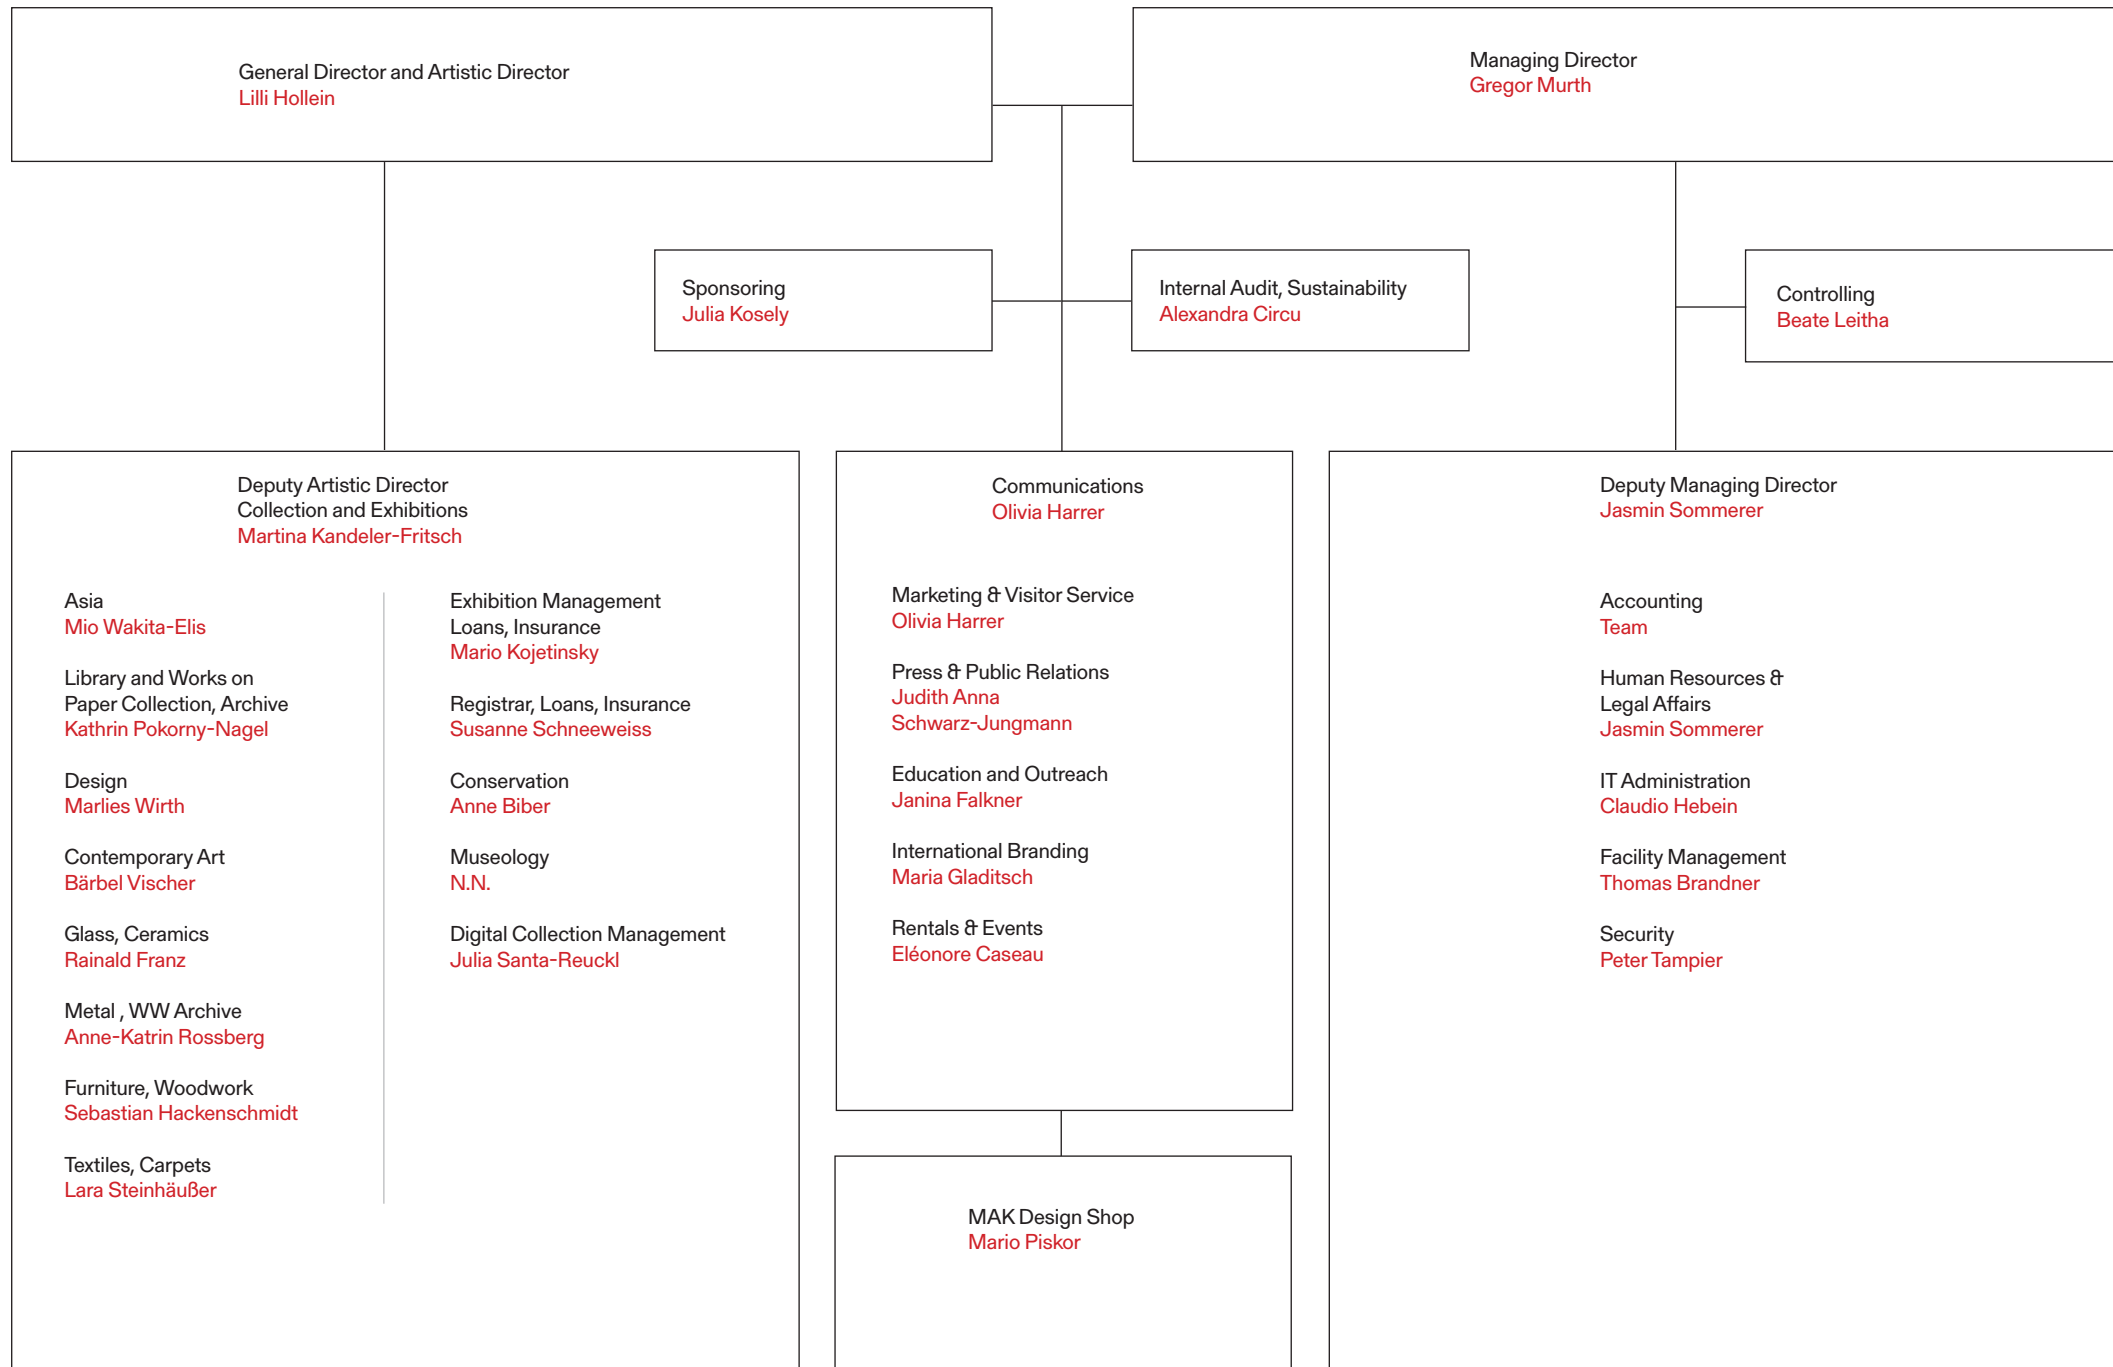 General Director and Artistic Director
Lilli Hollein
Managing Director
Gregor Murth
Sponsoring
Julia Kosely
Internal Audit, Sustainability
Alexandra Circu
Controlling
Beate Leitha
Deputy Artistic Director
Collection and Exhibitions
Martina Kandeler-Fritsch
Asia
Mio Wakita-Elis
Library and Works on
Paper Collection, Archive
Kathrin Pokorny-Nagel
Design
Marlies Wirth
Contemporary Art
Bärbel Vischer
Glass, Ceramics
Rainald Franz
Metal , WW Archive
Anne-Katrin Rossberg
Furniture, Woodwork
Sebastian Hackenschmidt
Textiles, Carpets
Lara Steinhäußer
Exhibition Management
Loans, Insurance
Mario Kojetinsky
Registrar, Loans, Insurance
Susanne Schneeweiss
Conservation
Anne Biber
Museology
N.N.
Digital Collection Management
Julia Santa-Reuckl
Communications
Olivia Harrer
Marketing & Visitor Service
Olivia Harrer
Press & Public Relations
Judith Anna
Schwarz-Jungmann
Education and Outreach
Janina Falkner
International Branding
Maria Gladitsch
Rentals & Events
Eléonore Caseau
MAK Design Shop
Mario Piskor
Deputy Managing Director
Jasmin Sommerer
Accounting
Team
Human Resources &
Legal Affairs
Jasmin Sommerer
IT Administration
Claudio Hebein
Facility Management
Thomas Brandner
Security
Peter Tampier